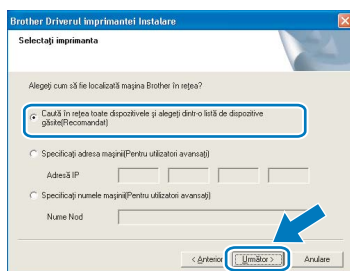 Brother Driverul imprimantei Instalare
Selectaţi imprimanta
Alegeţi cum să fie localizată maşina Brother în reţea?
Caută în reţea toate dispozitivele şi alegeţi dintr-o listă de dispozitive
găsite(Recomandat)
Specificaţi adresa maşinii(Pentru utilizatori avansaţi)
Adresă IP
Specificaţi numele maşinii(Pentru utilizatori avansaţi)
Nume Nod
< Anterior Următor > Anulare